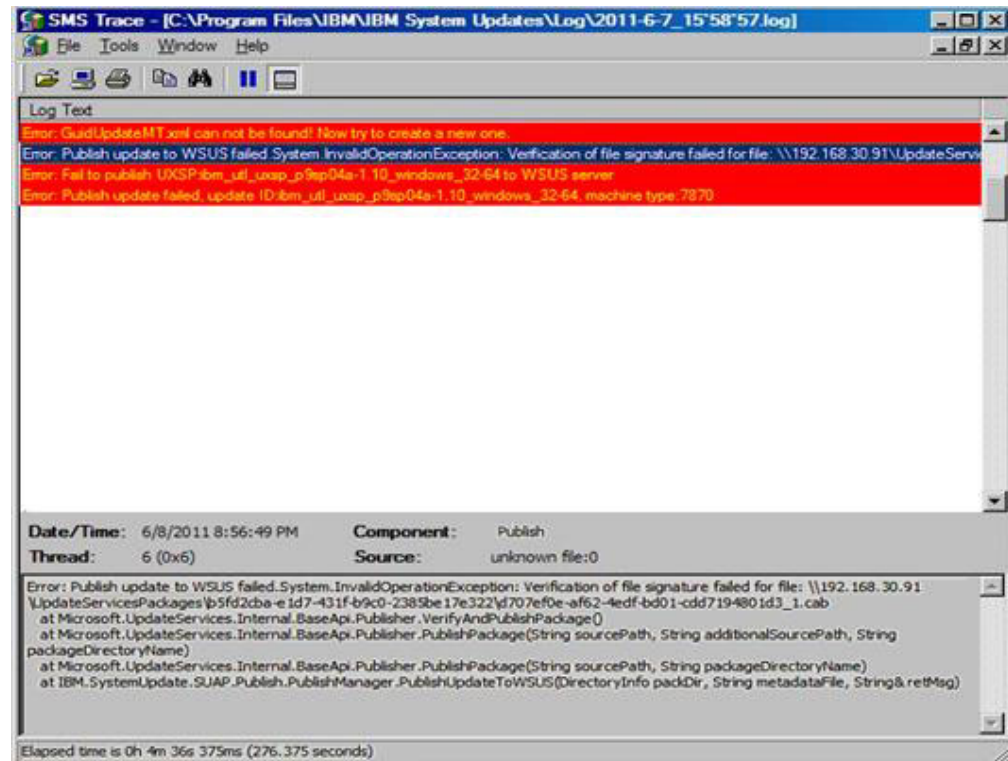 SMS Trace - [C:\Program Files\IBM\IBM System Updates\Log\2011-6-7_15"58"57.log]
File Tools Window Help
Log Text
Error: GuidUpdateMT.xml can not be found! Now try to create a new one.
Error: Publish update to WSUS failed.System.InvalidOperationException: Verification of file signature failed for file: \\192.168.30.91\UpdateServi
Error: Fail to publish UXSP:ibm_utl_uxsp_p9sp04a-1.10_windows_32-64 to WSUS server
Error: Publish update failed, update ID:ibm_utl_uxsp_p9sp04a-1.10_windows_32-64, machine type:7870
Date/Time: 6/8/2011 8:56:49 PM Component: Publish
Thread: 6 (0x6) Source: unknown file:0
Error: Publish update to WSUS failed.System.InvalidOperationException: Verification of file signature failed for file: \\192.168.30.91
\UpdateServicesPackages\b5fd2cba-e1d7-431f-b9c0-2385be17e322\d707ef0e-af62-4edf-bd01-cdd7194801d3_1.cab
at Microsoft.UpdateServices.Internal.BaseApi.Publisher.VerifyAndPublishPackage()
at Microsoft.UpdateServices.Internal.BaseApi.Publisher.PublishPackage(String sourcePath, String additionalSourcePath, String
packageDirectoryName)
at Microsoft.UpdateServices.Internal.BaseApi.Publisher.PublishPackage(String sourcePath, String packageDirectoryName)
at IBM.SystemUpdate.SUAP.Publish.PublishManager.PublishUpdateToWSUS(DirectoryInfo packDir, String metadataFile, String& retMsg)
Elapsed time is 0h 4m 36s 375ms (276.375 seconds)